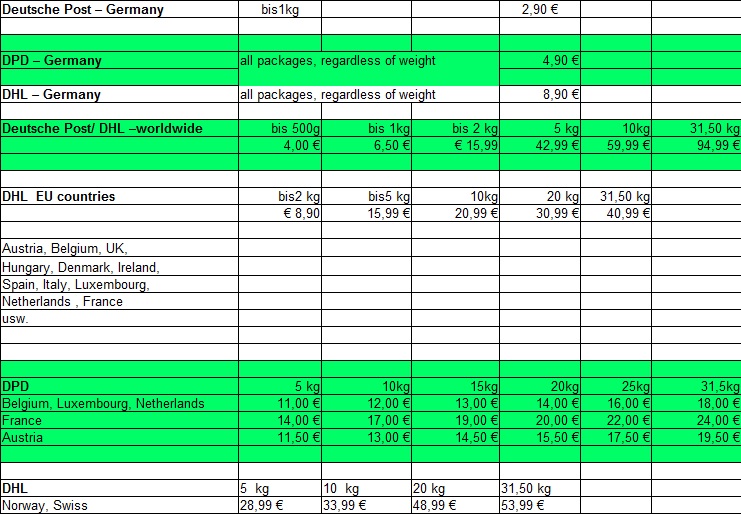 Deutsche Post – Germany bis1kg 2,90 €
DPD – Germany all packages, regardless of weight 4,90 €
DHL – Germany all packages, regardless of weight 8,90 €
Deutsche Post/ DHL –worldwide bis 500g bis 1kg bis 2 kg 5 kg 10kg 31,50 kg
4,00 € 6,50 € € 15,99 42,99 € 59,99 € 94,99 €
DHL EU countries bis2 kg bis5 kg 10kg 20 kg 31,50 kg
€ 8,90 15,99 € 20,99 € 30,99 € 40,99 €
Austria, Belgium, UK,
Hungary, Denmark, Ireland,
Spain, Italy, Luxembourg,
Netherlands , France
usw.
DPD 5 kg 10kg 15kg 20kg 25kg 31,5kg
Belgium, Luxembourg, Netherlands 11,00 € 12,00 € 13,00 € 14,00 € 16,00 € 18,00 €
France 14,00 € 17,00 € 19,00 € 20,00 € 22,00 € 24,00 €
Austria 11,50 € 13,00 € 14,50 € 15,50 € 17,50 € 19,50 €
DHL 5 kg 10 kg 20 kg 31,50 kg
Norway, Swiss 28,99 € 33,99 € 48,99 € 53,99 €